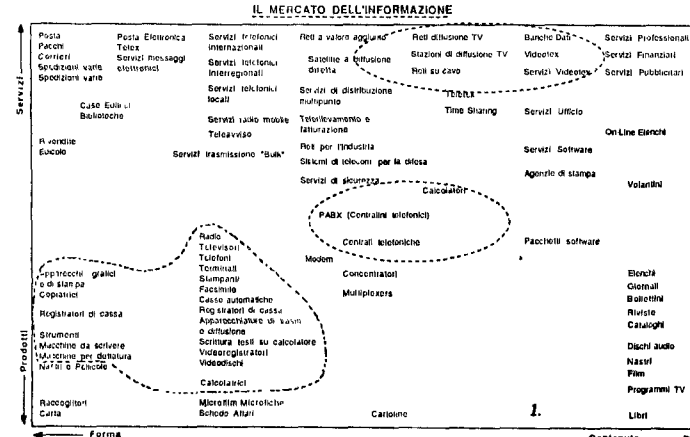 IL MERCATO DELL'INFORMAZIONE
Servizi
Prodotti
Posta
Pacchi
Corrieri
Spedizioni varie
Spedizioni varie
Case Editrici
Biblioteche
Rivendite
Edicole
Posta Elettronica
Telex
Servizi messaggi
elettronici
Servizi telefonici
Internazionali
Servizi telefonici
Interregionali
Servizi telefonici
locali
Servizi radio mobile
Teleavviso
Servizi trasmissione "Bulk"
Reti a valore aggiunto
Satellite a Diffusione
diretta
Servizi di distribuzione
multipunto
Telerilevamento e
fatturazione
Reti per l'Industria
Sistemi di telecom per la difesa
Servizi di sicurezza
Reti diffusione TV
Stazioni di diffusione TV
Reti su cavo
Teletex
Time Sharing
Calcolatori
PABX (Centralini telefonici)
Centrali telefoniche
Modem
Concentratori
Multiplexers
Banche Dati
Videotex
Servizi Videotex
Servizi Ufficio
Servizi Software
Agenzie di stampa
Pacchetti software
Servizi Professionali
Servizi Finanziari
Servizi Pubblicitari
On-Line Elenchi
Volantini
Apparecchi grafici
o di stampa
Copiatrici
Registratori di cassa
Strumenti
Macchine da scrivere
Macchine per dettatura
Nastri o Pellicole
Raccoglitori
Carta
Radio
Televisori
Telefoni
Terminali
Stampanti
Facsimile
Casse automatiche
Registratori di cassa
Apparecchiature di
o diffusione
Scrittura testi su calcolatore
Videoregistratori
Videodischi
Calcolatrici
Microfilm Microfiche
Schede Affari
Cartoline
Elenchi
Giornali
Bollettini
Riviste
Cataloghi
Dischi audio
Nastri
Film
Programmi TV
Libri
1.
Forma
Contenuto